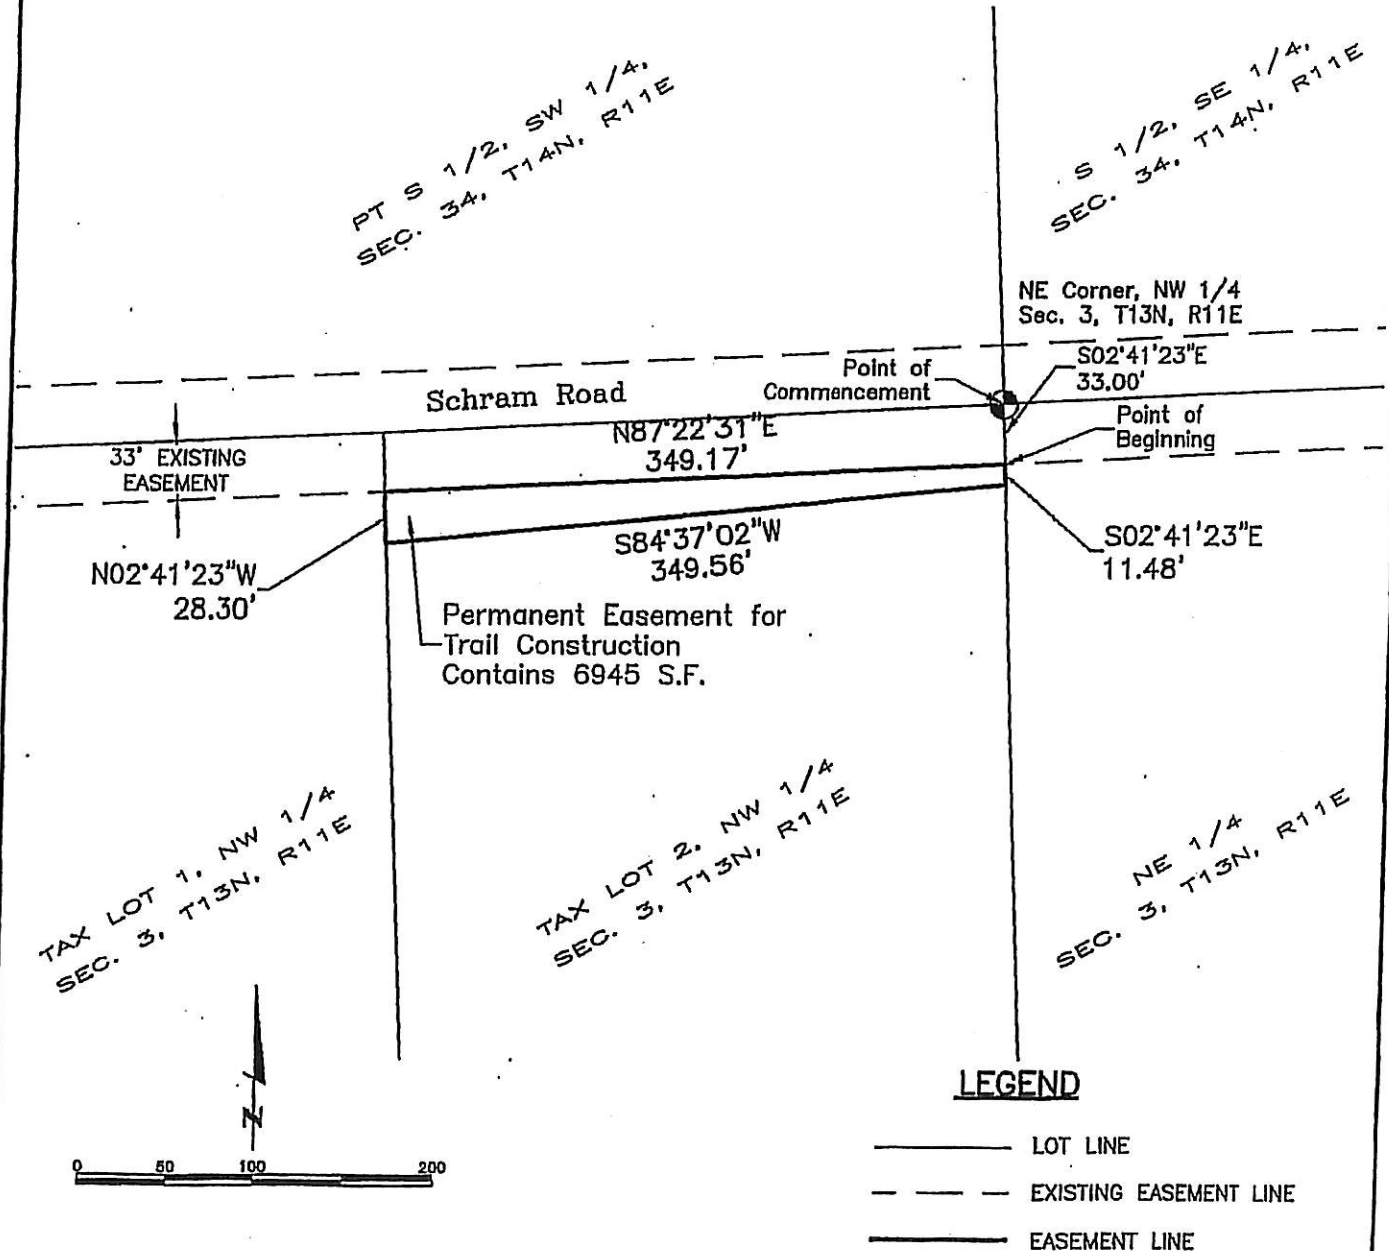 PT S 1/2, SW 1/4,
SEC. 34, T14N, R11E
S 1/2, SE 1/4,
SEC. 34, T14N, R11E
NE Corner, NW 1/4
Sec. 3, T13N, R11E
S02°41'23"E
33.00'
Point of
Commencement
Schram Road
Point of
Beginning
N87°22'31"E
349.17'
33' EXISTING
EASEMENT
S84°37'02"W
349.56'
S02°41'23"E
11.48'
N02°41'23"W
28.30'
Permanent Easement for
Trail Construction
Contains 6945 S.F.
TAX LOT 1, NW 1/4
SEC. 3, T13N, R11E
TAX LOT 2, NW 1/4
SEC. 3, T13N, R11E
NE 1/4
SEC. 3, T13N, R11E
N
0 50 100 200
LEGEND
LOT LINE
EXISTING EASEMENT LINE
EASEMENT LINE